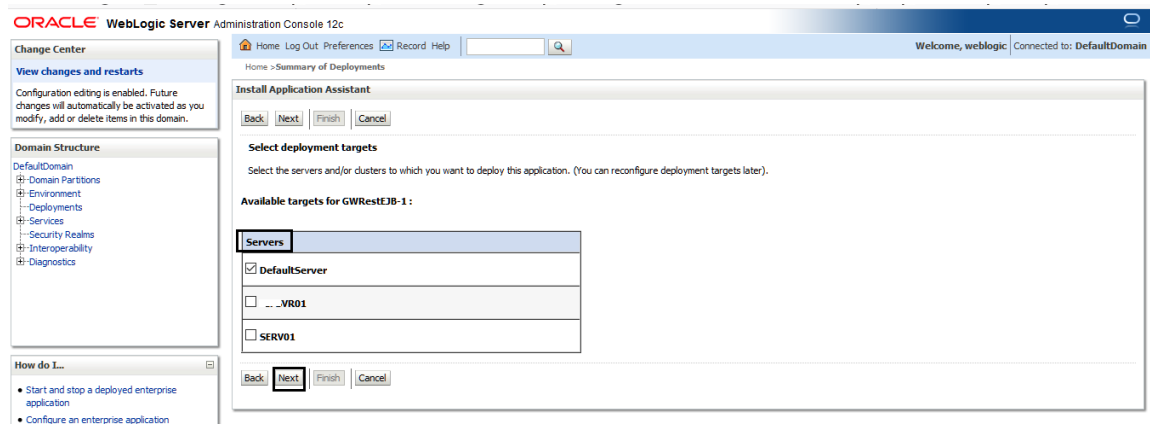 ORACLE WebLogic Server Administration Console 12c
Change Center
View changes and restarts
Configuration editing is enabled. Future
changes will automatically be activated as you
modify, add or delete items in this domain.
Domain Structure
DefaultDomain
Domain Partitions
Environment
Deployments
Services
Security Realms
Interoperability
Diagnostics
How do I...
• Start and stop a deployed enterprise
application
• Configure an enterprise application
Home Log Out Preferences Record Help
Welcome, weblogic Connected to: DefaultDomain
Home >Summary of Deployments
Install Application Assistant
Back Next Finish Cancel
Select deployment targets
Select the servers and/or clusters to which you want to deploy this application. (You can reconfigure deployment targets later).
Available targets for GWRestEJB-1 :
Servers
DefaultServer
VR01
SERV01
Back Next Finish Cancel